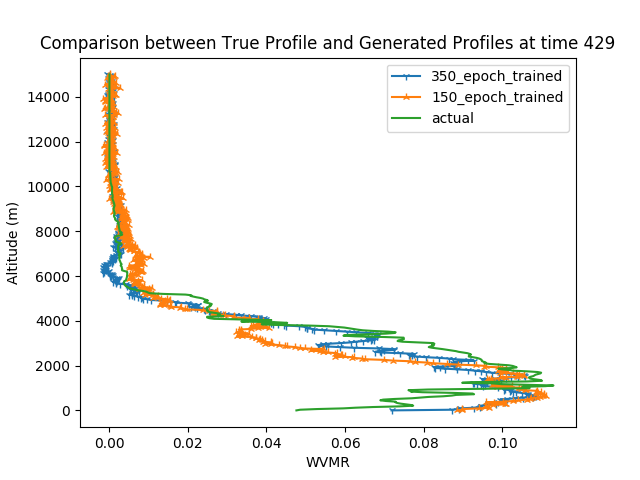 Comparison between True Profile and Generated Profiles at time 429
350_epoch_trained
150_epoch_trained
actual
Altitude (m)
14000
12000
10000
8000
6000
4000
2000
0
0.00 0.02 0.04 0.06 0.08 0.10
WVMR